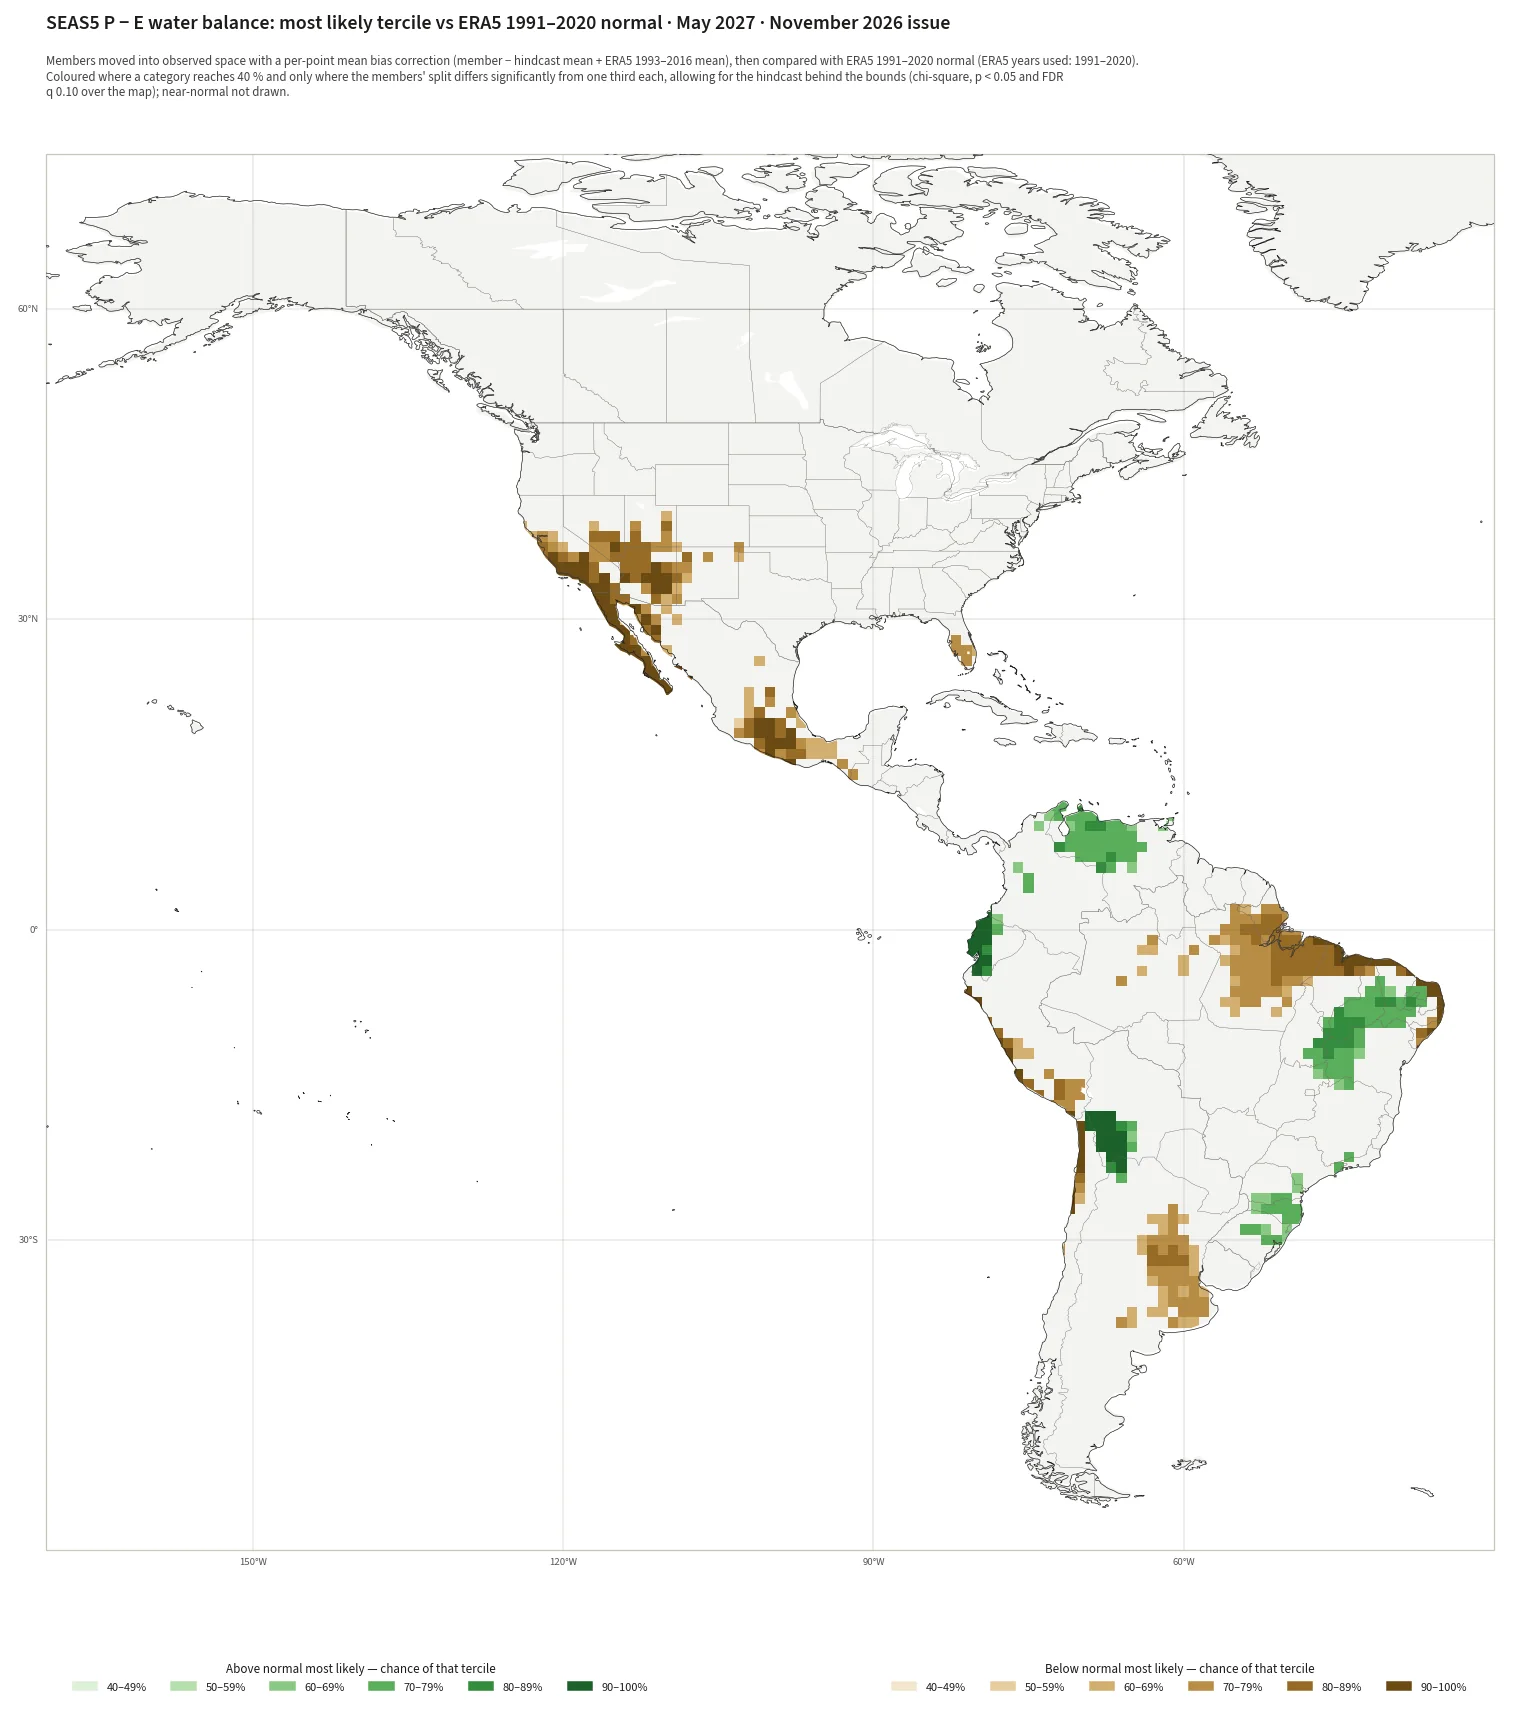 SEAS5 P − E water balance: most likely tercile vs ERA5 1991–2020 normal · May 2027 · November 2026 issue
Members moved into observed space with a per-point mean bias correction (member − hindcast mean + ERA5 1993–2016 mean), then compared with ERA5 1991–2020 normal (ERA5 years used: 1991–2020).
Coloured where a category reaches 40 % and only where the members' split differs significantly from one third each, allowing for the hindcast behind the bounds (chi-square, p < 0.05 and FDR
q 0.10 over the map); near-normal not drawn.
60°N
30°N
0°
30°S
150°W
120°W
90°W
60°W
Above normal most likely — chance of that tercile
40–49%
50–59%
60–69%
70–79%
80–89%
90–100%
Below normal most likely — chance of that tercile
40–49%
50–59%
60–69%
70–79%
80–89%
90–100%